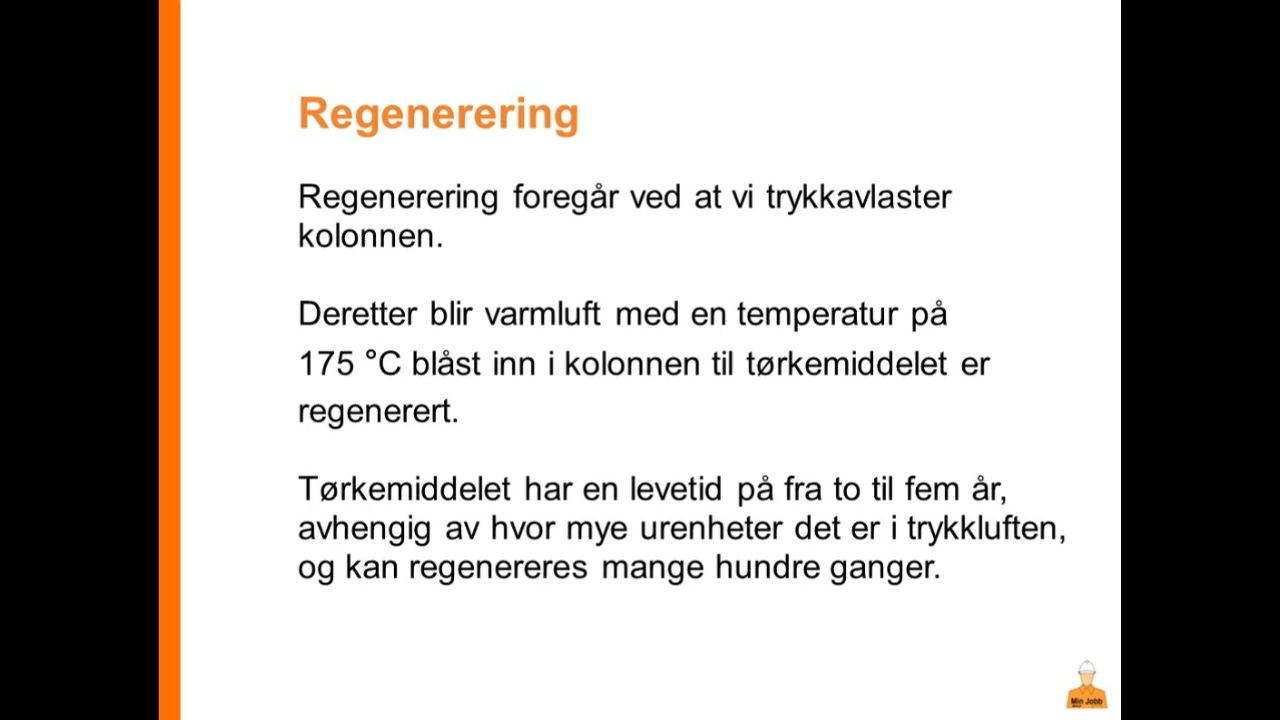 Regenerering
Regenerering foregår ved at vi trykkavlaster
kolonnen.
Deretter blir varmluft med en temperatur på
175 °C blåst inn i kolonnen til tørkemiddelet er
regenerert.
Tørkemiddelet har en levetid på fra to til fem år,
avhengig av hvor mye urenheter det er i trykkluften,
og kan regenereres mange hundre ganger.
Min Jobb